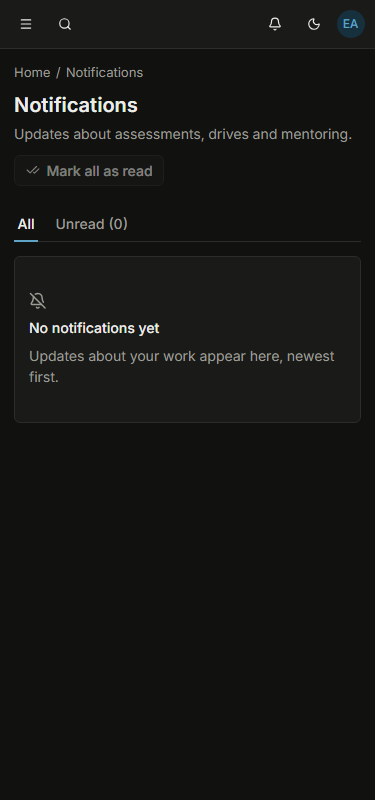 EA
Home / Notifications
Notifications
Updates about assessments, drives and mentoring.
Mark all as read
All
Unread (0)
No notifications yet
Updates about your work appear here, newest
first.